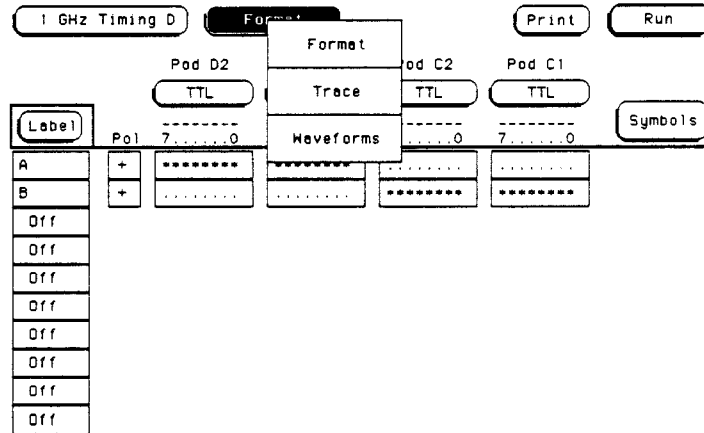 1 GHz Timing D Format Print Run
Format
Pod D2 Pod C2 Pod C1
TTL Trace TTL TTL
Label Symbols
-------- -------- --------
Pol 7......0 Waveforms ......0 7......0
A + ******** ******** ........ ........
B + ........ ........ ******** ********
Off
Off
Off
Off
Off
Off
Off
Off